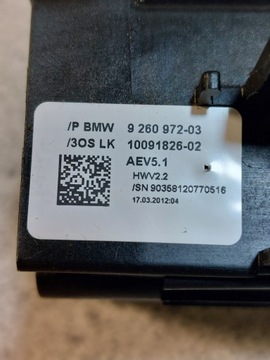 /P BMW 9 260 972-03
/3OS LK 10091826-02
AEV5.1
HWV2.2
/SN 90358120770516
17.03.2012:04